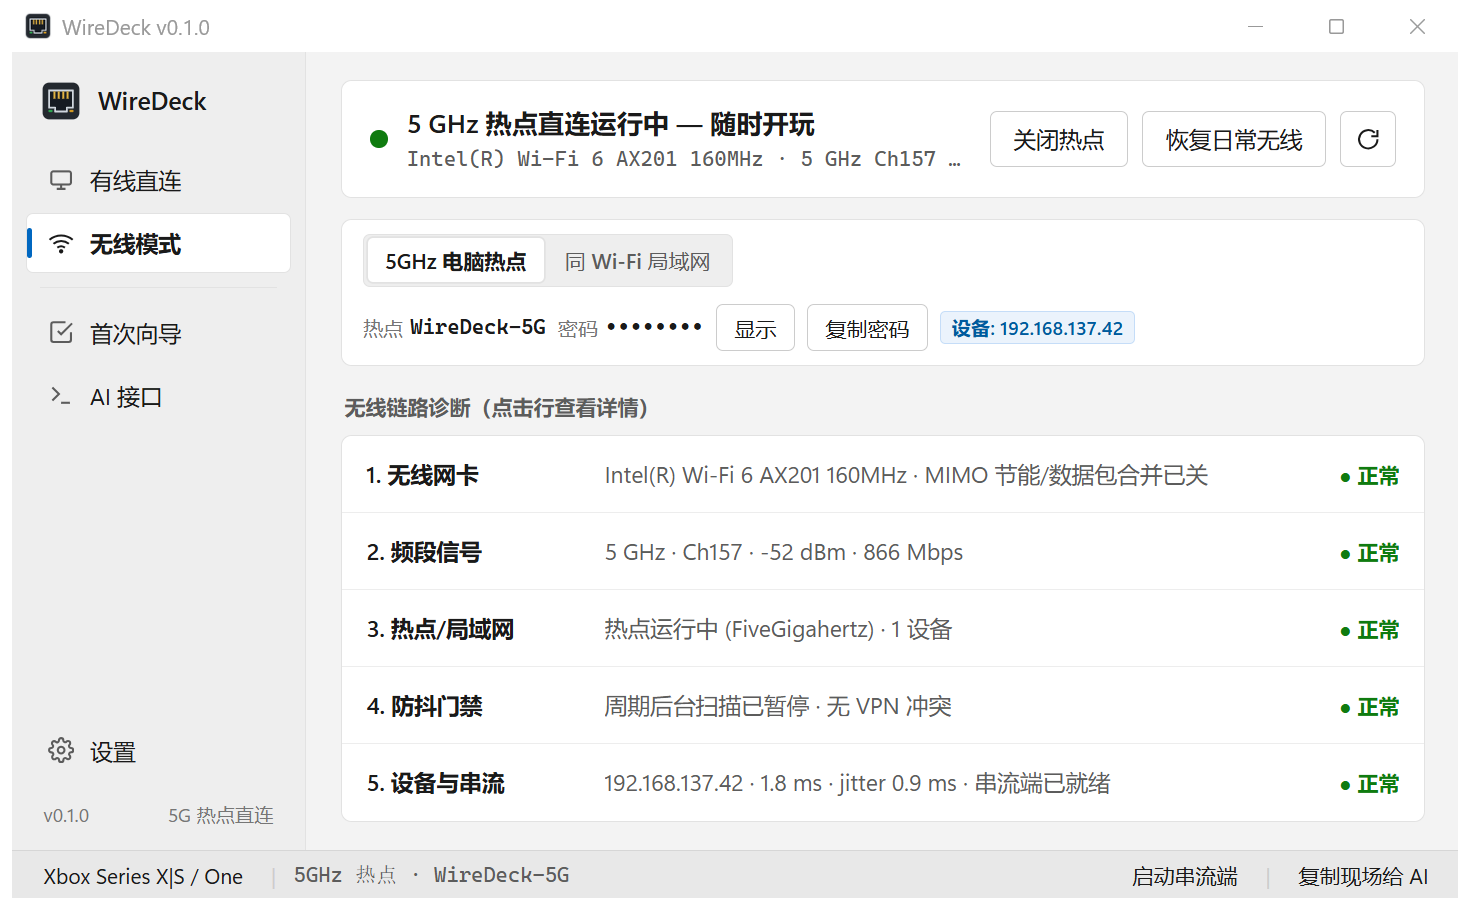 WireDeck v0.1.0
WireDeck
有线直连
无线模式
首次向导
AI 接口
设置
v0.1.0 5G 热点直连
5 GHz 热点直连运行中 — 随时开玩
Intel(R) Wi-Fi 6 AX201 160MHz · 5 GHz Ch157 …
关闭热点 恢复日常无线
5GHz 电脑热点 同 Wi-Fi 局域网
热点 WireDeck-5G 密码 •••••••• 显示 复制密码 设备: 192.168.137.42
无线链路诊断（点击行查看详情）
1. 无线网卡 Intel(R) Wi-Fi 6 AX201 160MHz · MIMO 节能/数据包合并已关 ● 正常
2. 频段信号 5 GHz · Ch157 · -52 dBm · 866 Mbps ● 正常
3. 热点/局域网 热点运行中 (FiveGigahertz) · 1 设备 ● 正常
4. 防抖门禁 周期后台扫描已暂停 · 无 VPN 冲突 ● 正常
5. 设备与串流 192.168.137.42 · 1.8 ms · jitter 0.9 ms · 串流端已就绪 ● 正常
Xbox Series X|S / One | 5GHz 热点 · WireDeck-5G 启动串流端 | 复制现场给 AI